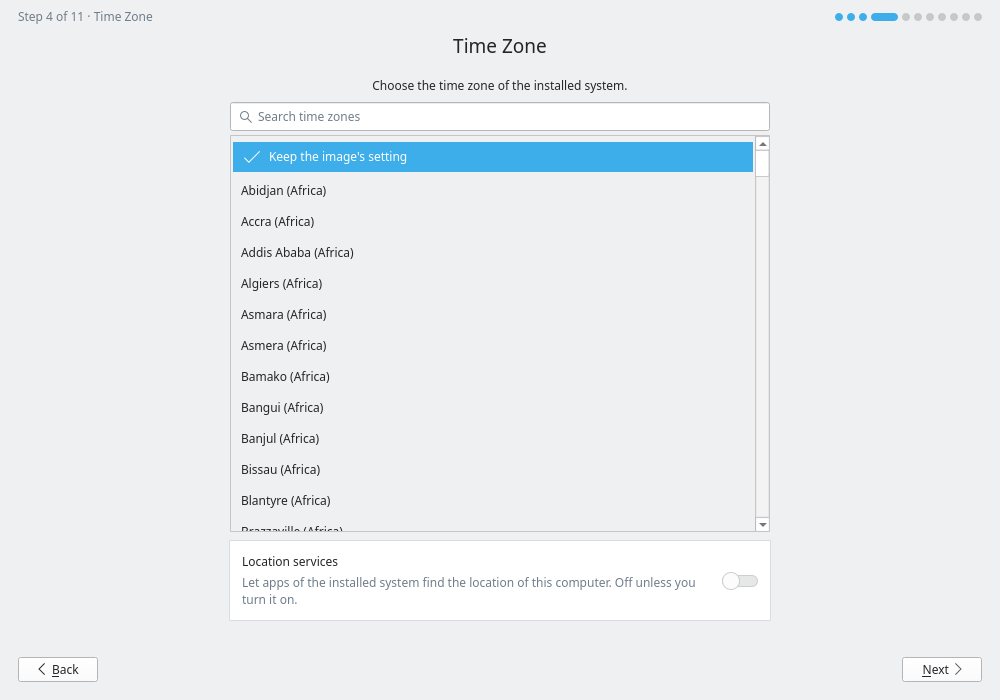 Step 4 of 11 · Time Zone
Time Zone
Choose the time zone of the installed system.
Search time zones
Keep the image's setting
Abidjan (Africa)
Accra (Africa)
Addis Ababa (Africa)
Algiers (Africa)
Asmara (Africa)
Asmera (Africa)
Bamako (Africa)
Bangui (Africa)
Banjul (Africa)
Bissau (Africa)
Blantyre (Africa)
Brazzaville (Africa)
Location services
Let apps of the installed system find the location of this computer. Off unless you
turn it on.
Back
Next